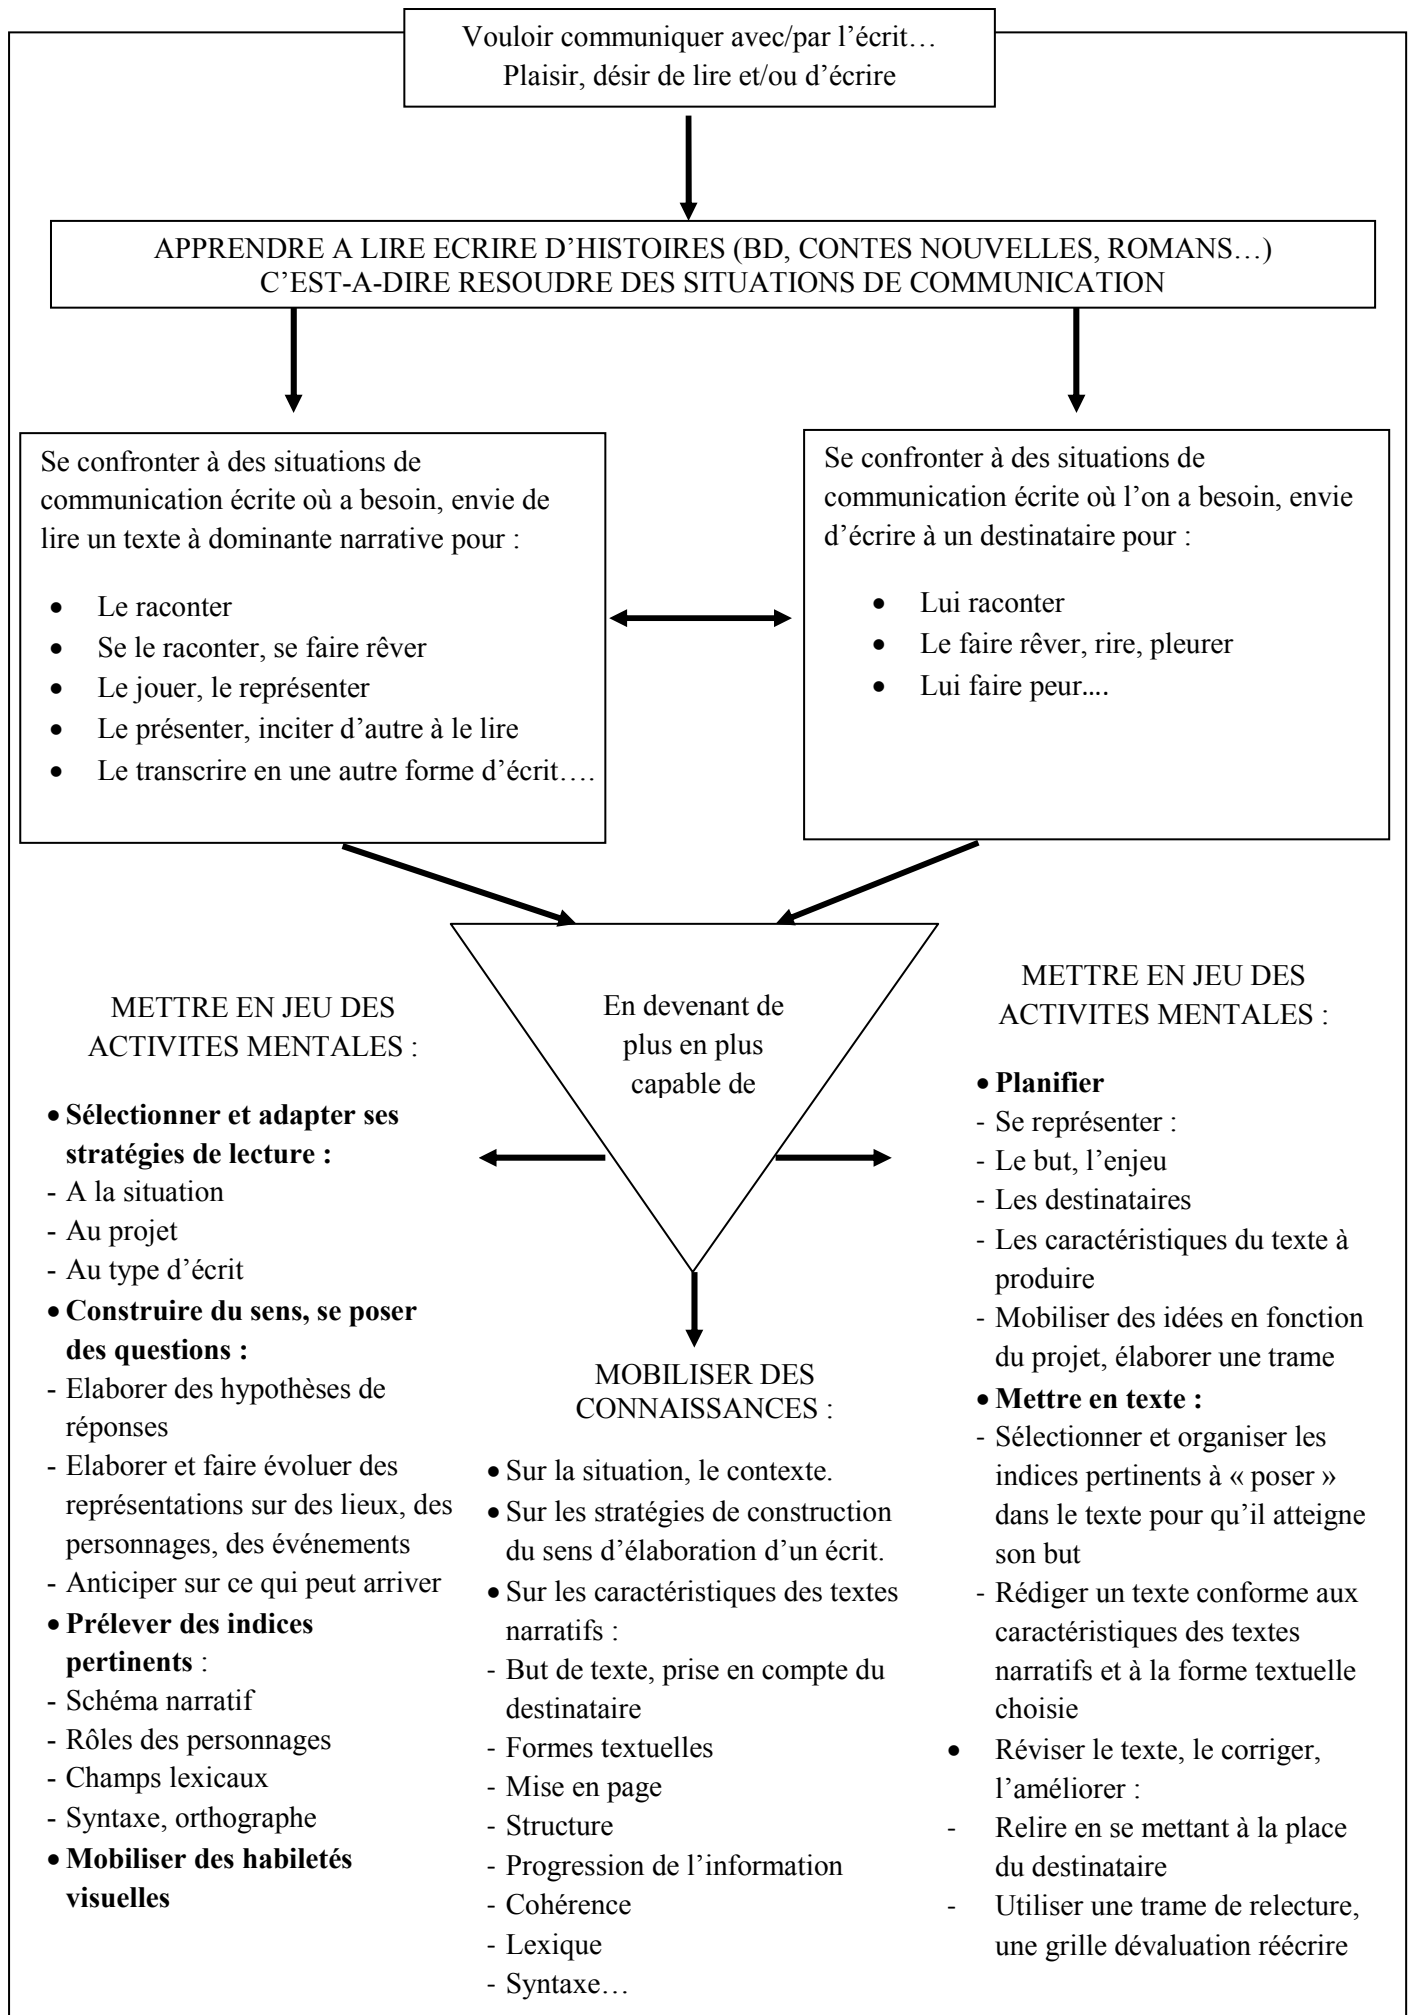 Vouloir communiquer avec/par l’écrit…
Plaisir, désir de lire et/ou d’écrire
APPRENDRE A LIRE ECRIRE D’HISTOIRES (BD, CONTES NOUVELLES, ROMANS…)
C’EST-A-DIRE RESOUDRE DES SITUATIONS DE COMMUNICATION
Se confronter à des situations de
communication écrite où a besoin, envie de
lire un texte à dominante narrative pour :
• Le raconter
• Se le raconter, se faire rêver
• Le jouer, le représenter
• Le présenter, inciter d’autre à le lire
• Le transcrire en une autre forme d’écrit….
Se confronter à des situations de
communication écrite où l’on a besoin, envie
d’écrire à un destinataire pour :
• Lui raconter
• Le faire rêver, rire, pleurer
• Lui faire peur….
En devenant de
plus en plus
capable de
METTRE EN JEU DES
ACTIVITES MENTALES :
• Sélectionner et adapter ses
stratégies de lecture :
- A la situation
- Au projet
- Au type d’écrit
• Construire du sens, se poser
des questions :
- Elaborer des hypothèses de
réponses
- Elaborer et faire évoluer des
représentations sur des lieux, des
personnages, des événements
- Anticiper sur ce qui peut arriver
• Prélever des indices
pertinents :
- Schéma narratif
- Rôles des personnages
- Champs lexicaux
- Syntaxe, orthographe
• Mobiliser des habiletés
visuelles
MOBILISER DES
CONNAISSANCES :
• Sur la situation, le contexte.
• Sur les stratégies de construction
du sens d’élaboration d’un écrit.
• Sur les caractéristiques des textes
narratifs :
- But de texte, prise en compte du
destinataire
- Formes textuelles
- Mise en page
- Structure
- Progression de l’information
- Cohérence
- Lexique
- Syntaxe…
METTRE EN JEU DES
ACTIVITES MENTALES :
• Planifier
- Se représenter :
- Le but, l’enjeu
- Les destinataires
- Les caractéristiques du texte à
produire
- Mobiliser des idées en fonction
du projet, élaborer une trame
• Mettre en texte :
- Sélectionner et organiser les
indices pertinents à « poser »
dans le texte pour qu’il atteigne
son but
- Rédiger un texte conforme aux
caractéristiques des textes
narratifs et à la forme textuelle
choisie
• Réviser le texte, le corriger,
l’améliorer :
- Relire en se mettant à la place
du destinataire
- Utiliser une trame de relecture,
une grille dévaluation réécrire